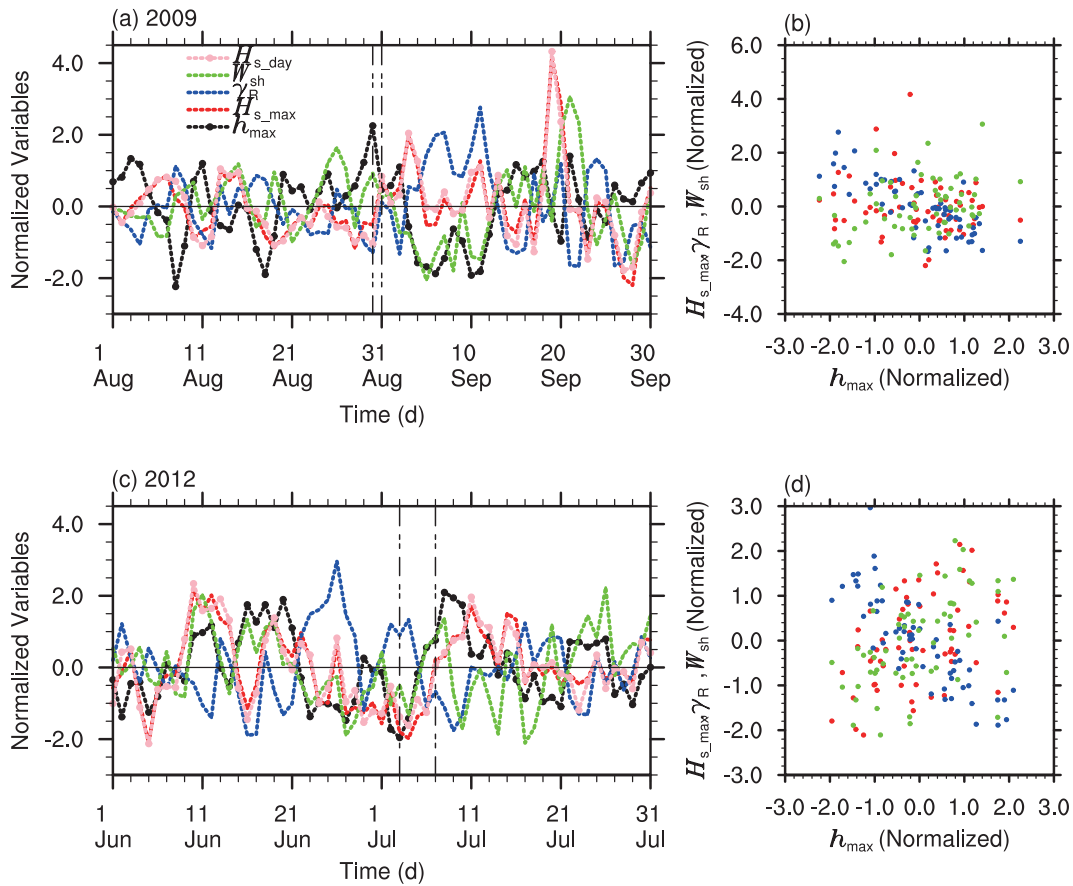 (a) 2009
H s_day
W sh
γ R
H s_max
h max
Normalized Variables
4.0
2.0
0.0
-2.0
1 11 21 31 10 20 30
Aug Aug Aug Aug Sep Sep Sep
Time (d)
(b)
H s_max, γ R , W sh (Normalized)
6.0
4.0
2.0
0.0
-2.0
-4.0
-3.0 -2.0 -1.0 0.0 1.0 2.0 3.0
h max (Normalized)
(c) 2012
Normalized Variables
4.0
2.0
0.0
-2.0
1 11 21 1 11 21 31
Jun Jun Jun Jul Jul Jul Jul
Time (d)
(d)
H s_max, γ R , W sh (Normalized)
3.0
2.0
1.0
0.0
-1.0
-2.0
-3.0
-3.0 -2.0 -1.0 0.0 1.0 2.0 3.0
h max (Normalized)